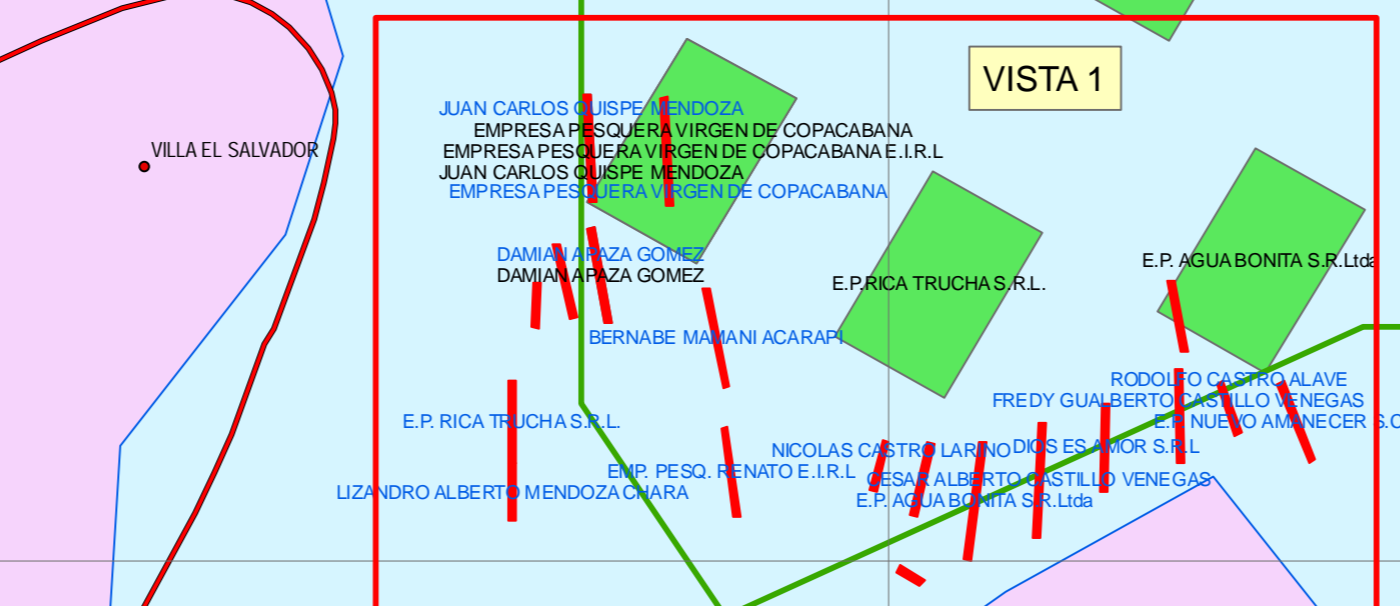 VISTA 1
JUAN CARLOS QUISPE MENDOZA
EMPRESA PESQUERA VIRGEN DE COPACABANA
VILLA EL SALVADOR
EMPRESA PESQUERA VIRGEN DE COPACABANA E.I.R.L
JUAN CARLOS QUISPE MENDOZA
EMPRESA PESQUERA VIRGEN DE COPACABANA
DAMIAN APAZA GOMEZ
DAMIAN APAZA GOMEZ
E.P. AGUA BONITA S.R.Ltda
E.P.RICA TRUCHA S.R.L.
BERNABE MAMANI ACARAPI
RODOLFO CASTRO ALAVE
FREDY GUALBERTO CASTILLO VENEGAS
E.P. RICA TRUCHA S.R.L.
E.P. NUEVO AMANECER S.C
NICOLAS CASTRO LARINO
DIOS ES AMOR S.R.L
EMP. PESQ. RENATO E.I.R.L
CESAR ALBERTO CASTILLO VENEGAS
LIZANDRO ALBERTO MENDOZA CHARA
E.P. AGUA BONITA S.R.Ltda